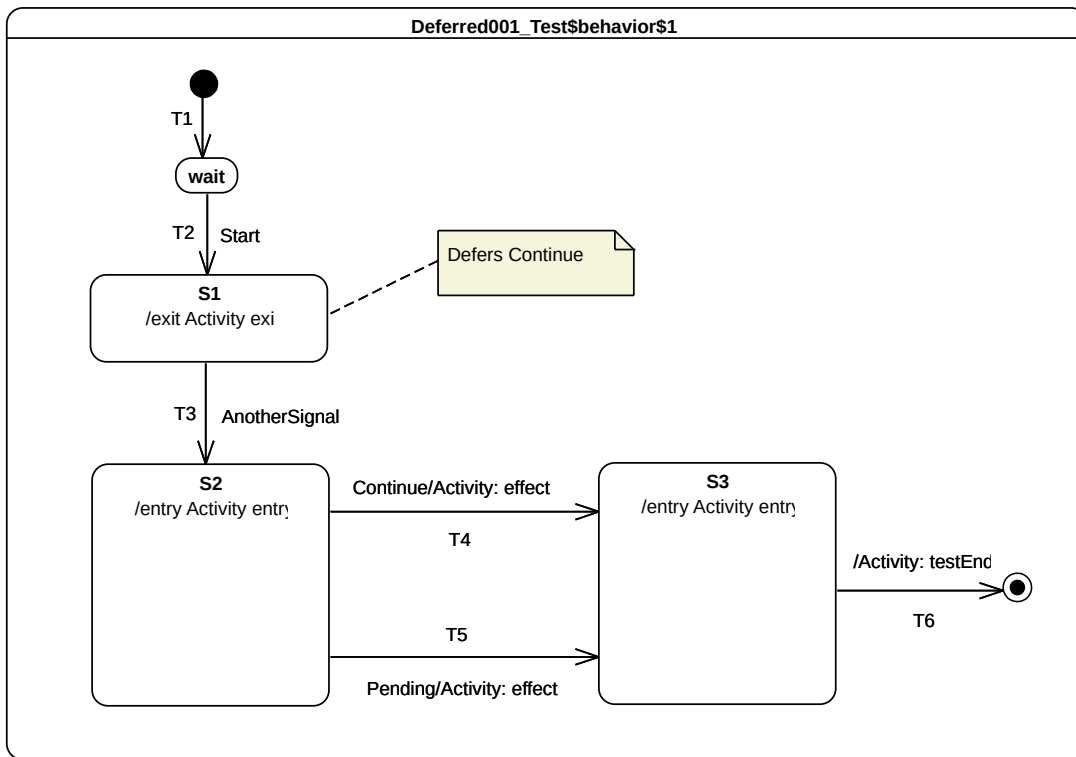 Deferred001_Test$behavior$1
T1
wait
T2 Start
Defers Continue
S1
/exit Activity exi
T3 AnotherSignal
S2
/entry Activity entry
Continue/Activity: effect
T4
T5
Pending/Activity: effect
S3
/entry Activity entry
/Activity: testEnd
T6